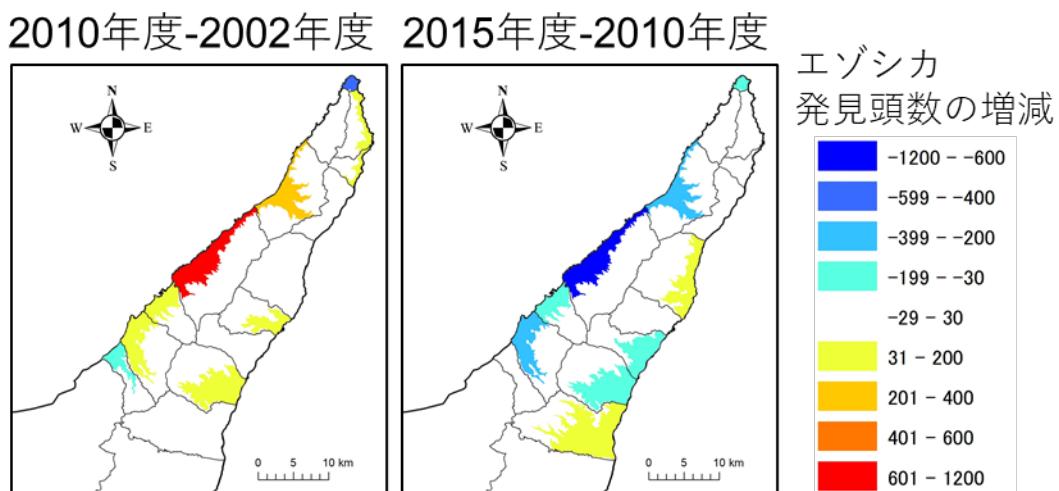 2010年度-2002年度
2015年度-2010年度
エゾシカ
発見頭数の増減
N
W
E
S
0 5 10 km
N
W
E
S
0 5 10 km
-1200 - -600
-599 - -400
-399 - -200
-199 - -30
-29 - 30
31 - 200
201 - 400
401 - 600
601 - 1200